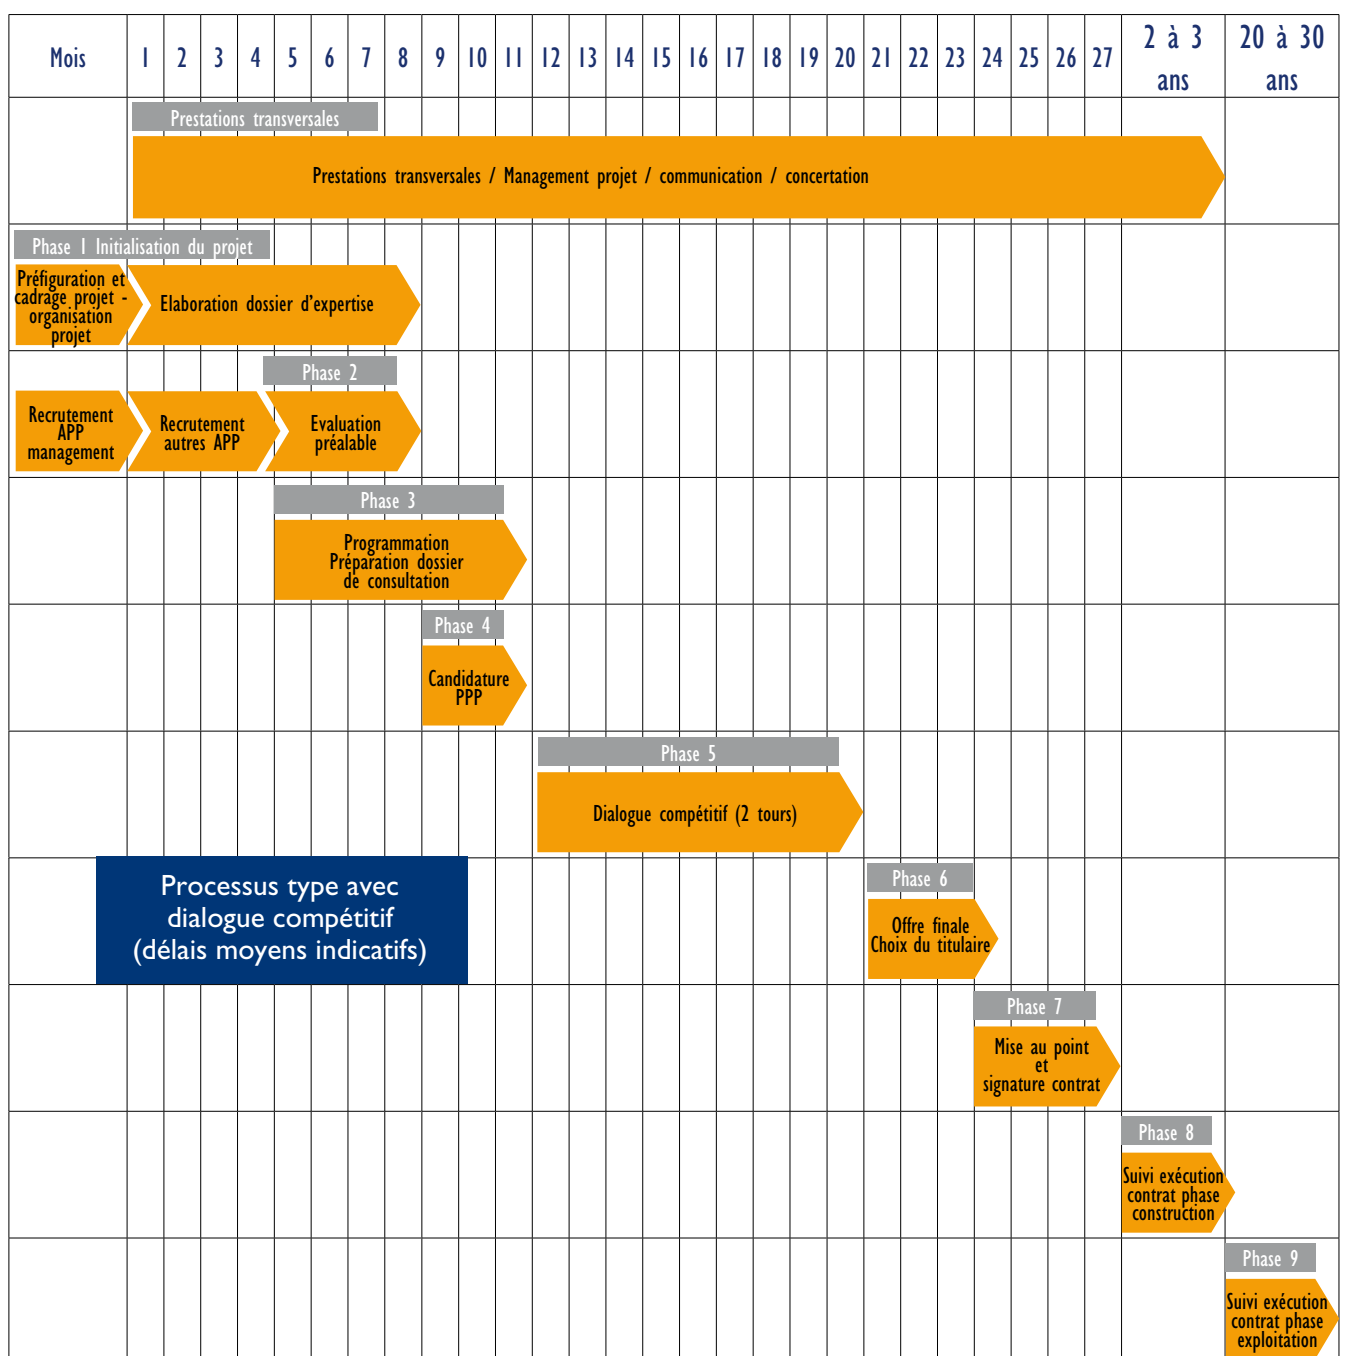 Mois 1 2 3 4 5 6 7 8 9 10 11 12 13 14 15 16 17 18 19 20 21 22 23 24 25 26 27 2 à 3 20 à 30
ans ans
Prestations transversales
Prestations transversales / Management projet / communication / concertation
Phase 1 Initialisation du projet
Préfiguration et
cadrage projet -
organisation
projet
Elaboration dossier d'expertise
Phase 2
Recrutement
APP
management
Recrutement
autres APP
Evaluation
préalable
Phase 3
Programmation
Préparation dossier
de consultation
Phase 4
Candidature
PPP
Phase 5
Dialogue compétitif (2 tours)
Processus type avec
dialogue compétitif
(délais moyens indicatifs)
Phase 6
Offre finale
Choix du titulaire
Phase 7
Mise au point
et
signature contrat
Phase 8
Suivi exécution
contrat phase
construction
Phase 9
Suivi exécution
contrat phase
exploitation